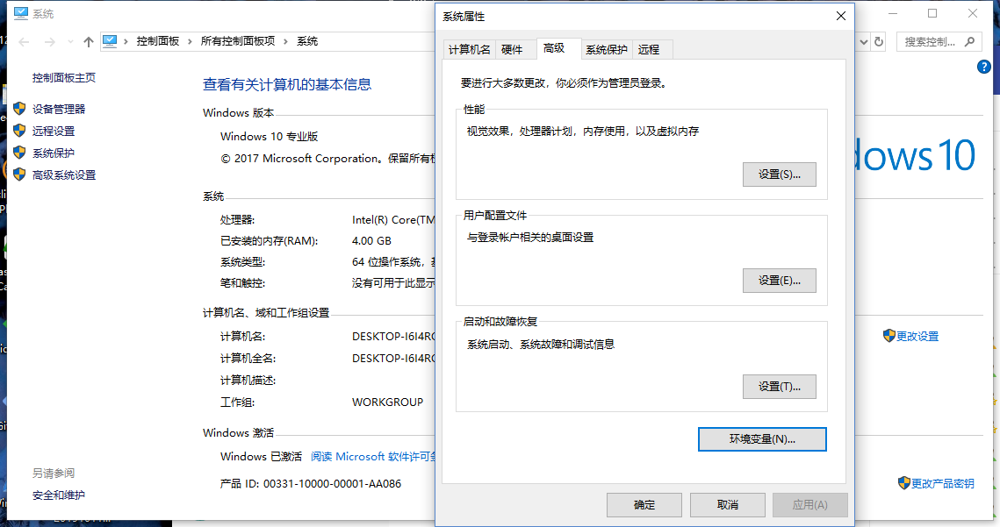 系统
控制面板 › 所有控制面板项 › 系统
搜索控制...
控制面板主页
设备管理器
远程设置
系统保护
高级系统设置
另请参阅
安全和维护
查看有关计算机的基本信息
Windows 版本
Windows 10 专业版
© 2017 Microsoft Corporation。保留所有
dows 10
系统
处理器: Intel(R) Core(TM
已安装的内存(RAM): 4.00 GB
系统类型: 64 位操作系统，
笔和触控: 没有可用于此显示
计算机名、域和工作组设置
计算机名: DESKTOP-I6I4R
计算机全名: DESKTOP-I6I4R
计算机描述:
工作组: WORKGROUP
更改设置
Windows 激活
Windows 已激活 阅读 Microsoft 软件许可
产品 ID: 00331-10000-00001-AA086
更改产品密钥
系统属性
计算机名 硬件 高级 系统保护 远程
要进行大多数更改，你必须作为管理员登录。
性能
视觉效果，处理器计划，内存使用，以及虚拟内存
设置(S)...
用户配置文件
与登录帐户相关的桌面设置
设置(E)...
启动和故障恢复
系统启动、系统故障和调试信息
设置(T)...
环境变量(N)...
确定 取消 应用(A)